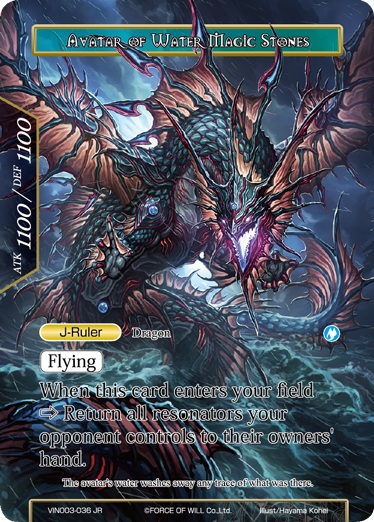 Avatar of Water Magic Stones
ATK 1100 / DEF 1100
J-Ruler Dragon
Flying
When this card enters your field
⇨ Return all resonators your
opponent controls to their owners'
hand.
The avatar's water washes away any trace of what was there.
VIN003-036 JR ©FORCE OF WILL Co.,Ltd. Illust/Hayama Kohei